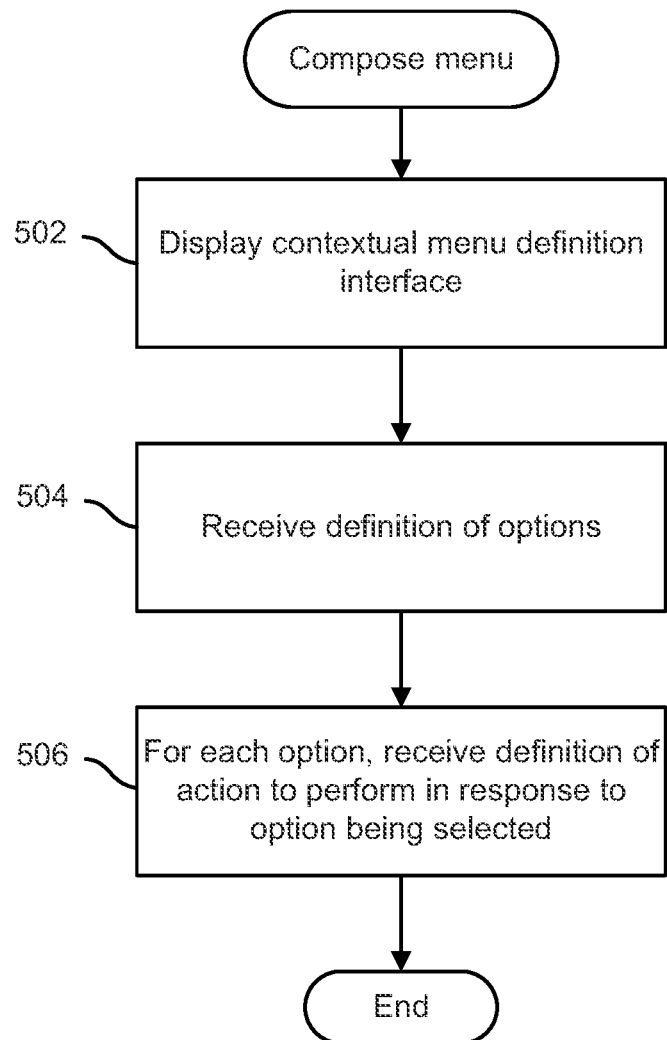 Compose menu
502
Display contextual menu definition
interface
504
Receive definition of options
506
For each option, receive definition of
action to perform in response to
option being selected
End